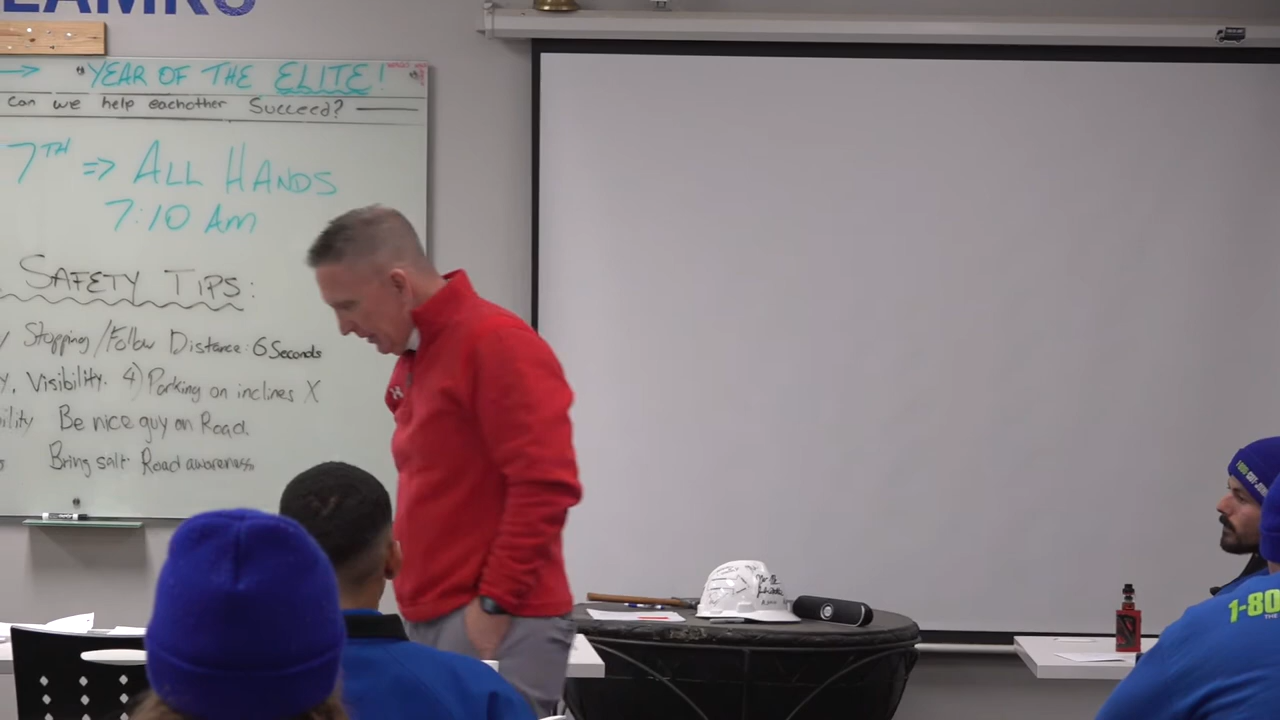 YEAR OF THE ELITE!
can we help eachother Succeed?
7TH => ALL HANDS
7:10 AM
SAFETY TIPS:
Stopping/Follow Distance: 6 Seconds
Visibility. 4) Parking on inclines X
Be nice guy on Road.
Bring salt Road awareness
1-800
1-80